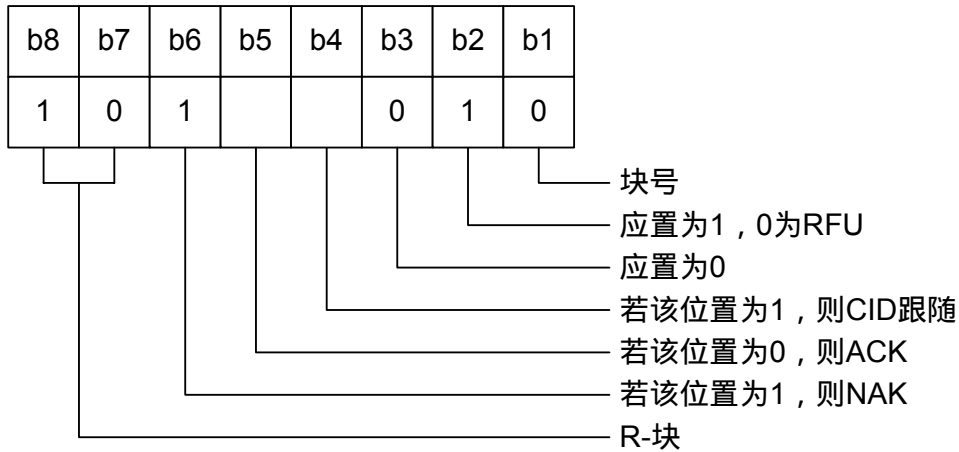 b8 b7 b6 b5 b4 b3 b2 b1
1 0 1 0 1 0
块号
应置为1，0为RFU
应置为0
若该位置为1，则CID跟随
若该位置为0，则ACK
若该位置为1，则NAK
R-块